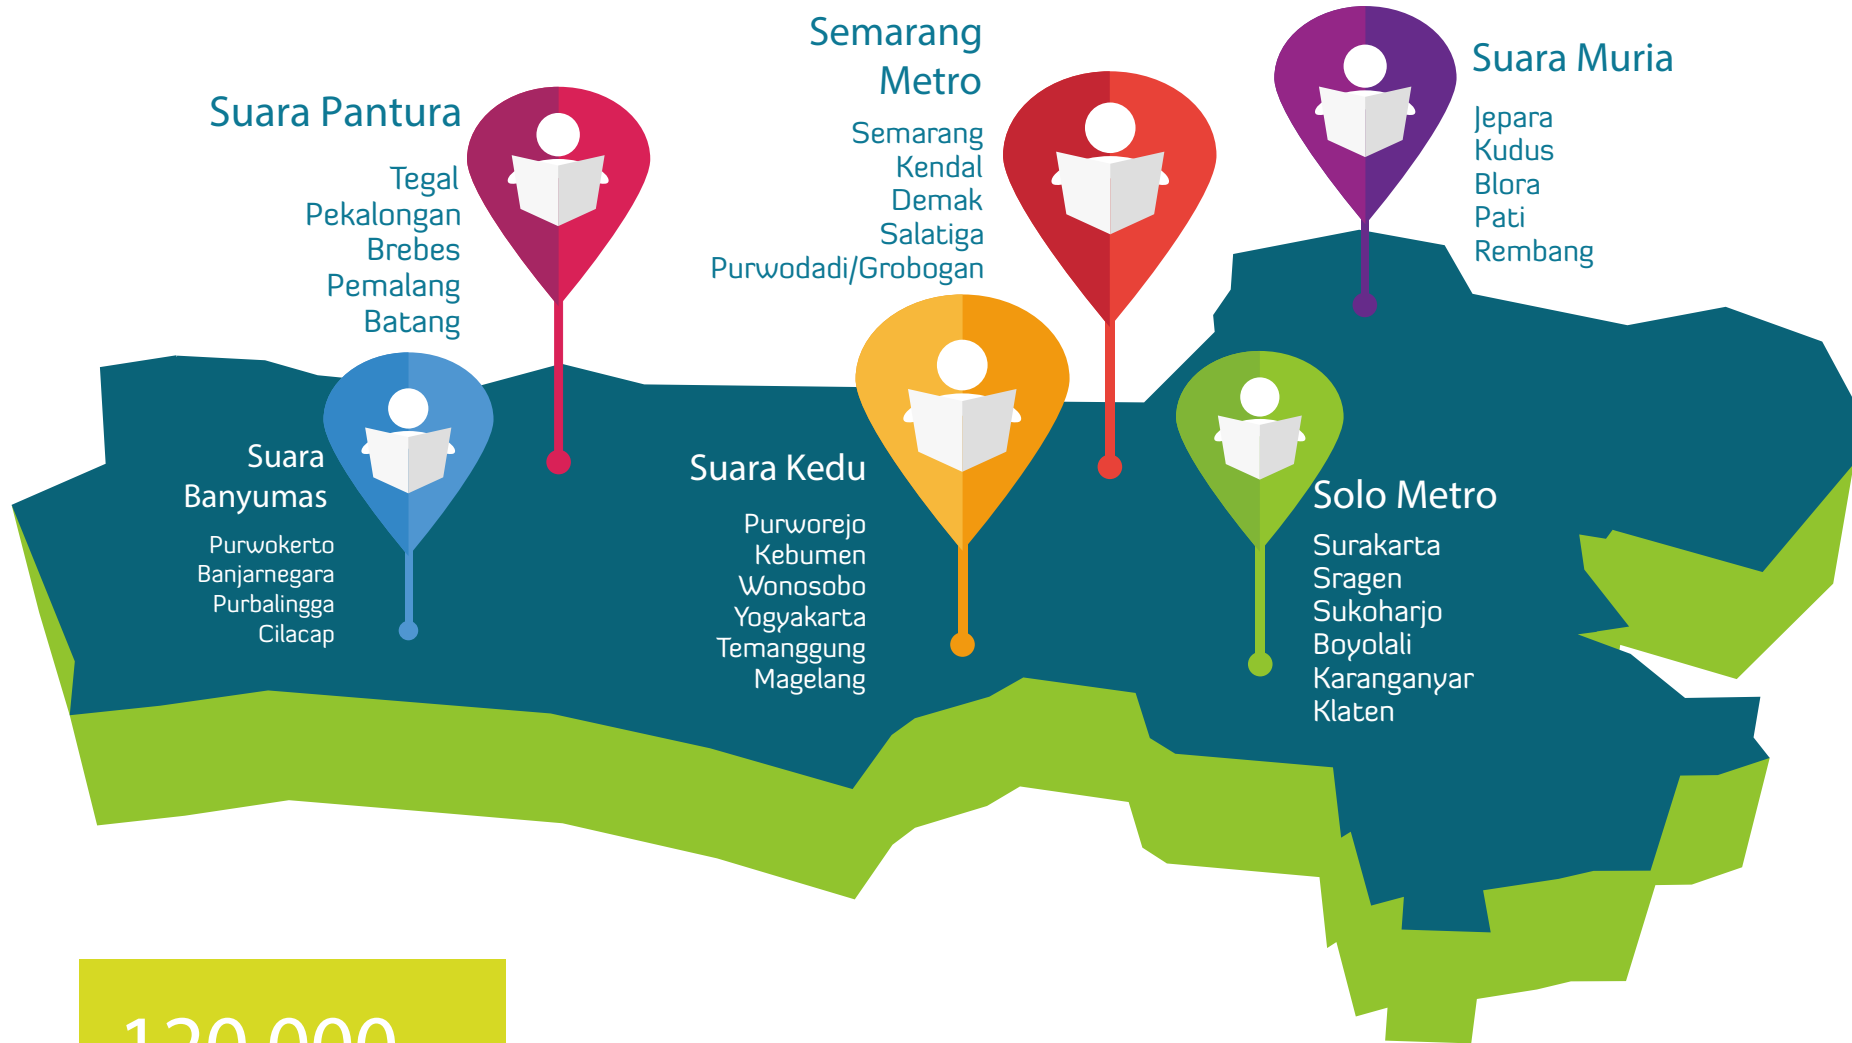 Suara Pantura
Tegal
Pekalongan
Brebes
Pemalang
Batang
Semarang
Metro
Semarang
Kendal
Demak
Salatiga
Purwodadi/Grobogan
Suara Muria
Jepara
Kudus
Blora
Pati
Rembang
Suara
Banyumas
Purwokerto
Banjarnegara
Purbalingga
Cilacap
Suara Kedu
Purworejo
Kebumen
Wonosobo
Yogyakarta
Temanggung
Magelang
Solo Metro
Surakarta
Sragen
Sukoharjo
Boyolali
Karanganyar
Klaten